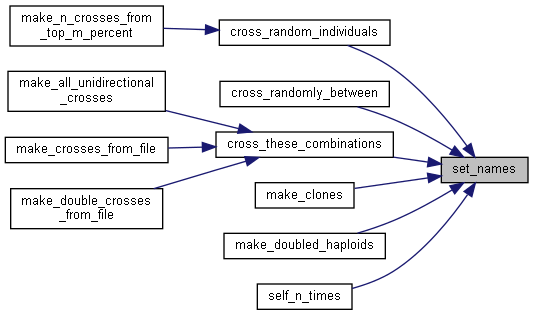 make_n_crosses_from
_top_m_percent
cross_random_individuals
make_all_unidirectional
_crosses
cross_randomly_between
make_crosses_from_file
cross_these_combinations
set_names
make_double_crosses
_from_file
make_clones
make_doubled_haploids
self_n_times